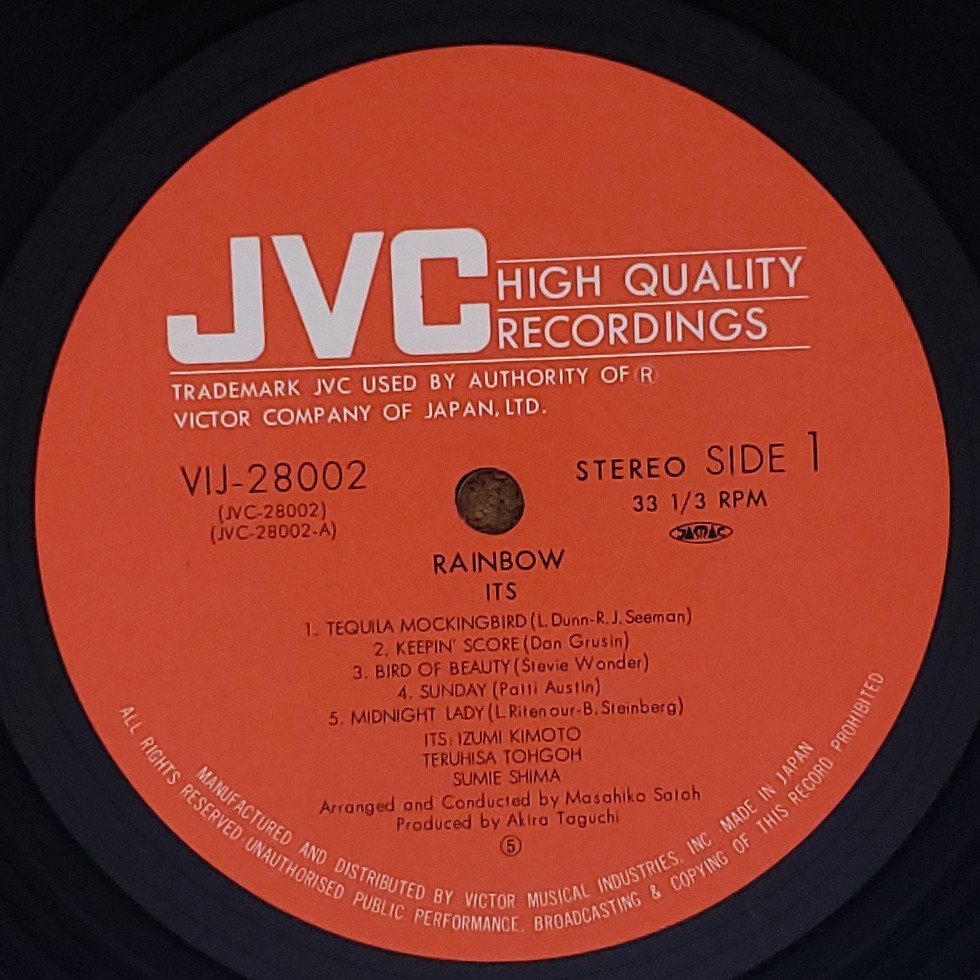 JVC HIGH QUALITY
RECORDINGS
TRADEMARK JVC USED BY AUTHORITY OF Ⓡ
VICTOR COMPANY OF JAPAN, LTD.
VIJ-28002
(JVC-28002)
(JVC-28002-A)
STEREO SIDE 1
33 1/3 RPM
JASRAC
RAINBOW
ITS
1. TEQUILA MOCKINGBIRD (L. Dunn-R. J. Seeman)
2. KEEPIN' SCORE (Don Grusin)
3. BIRD OF BEAUTY (Stevie Wonder)
4. SUNDAY (Patti Austin)
5. MIDNIGHT LADY (L Ritenour-B. Steinberg)
ITS: IZUMI KIMOTO
TERUHISA TOHGOH
SUMIE SHIMA
Arranged and Conducted by Masahiko Satoh
Produced by Akira Taguchi
⑤
MANUFACTURED AND DISTRIBUTED BY VICTOR MUSICAL INDUSTRIES, INC. MADE IN JAPAN
ALL RIGHTS RESERVED. UNAUTHORISED PUBLIC PERFORMANCE, BROADCASTING & COPYING OF THIS RECORD PROHIBITED